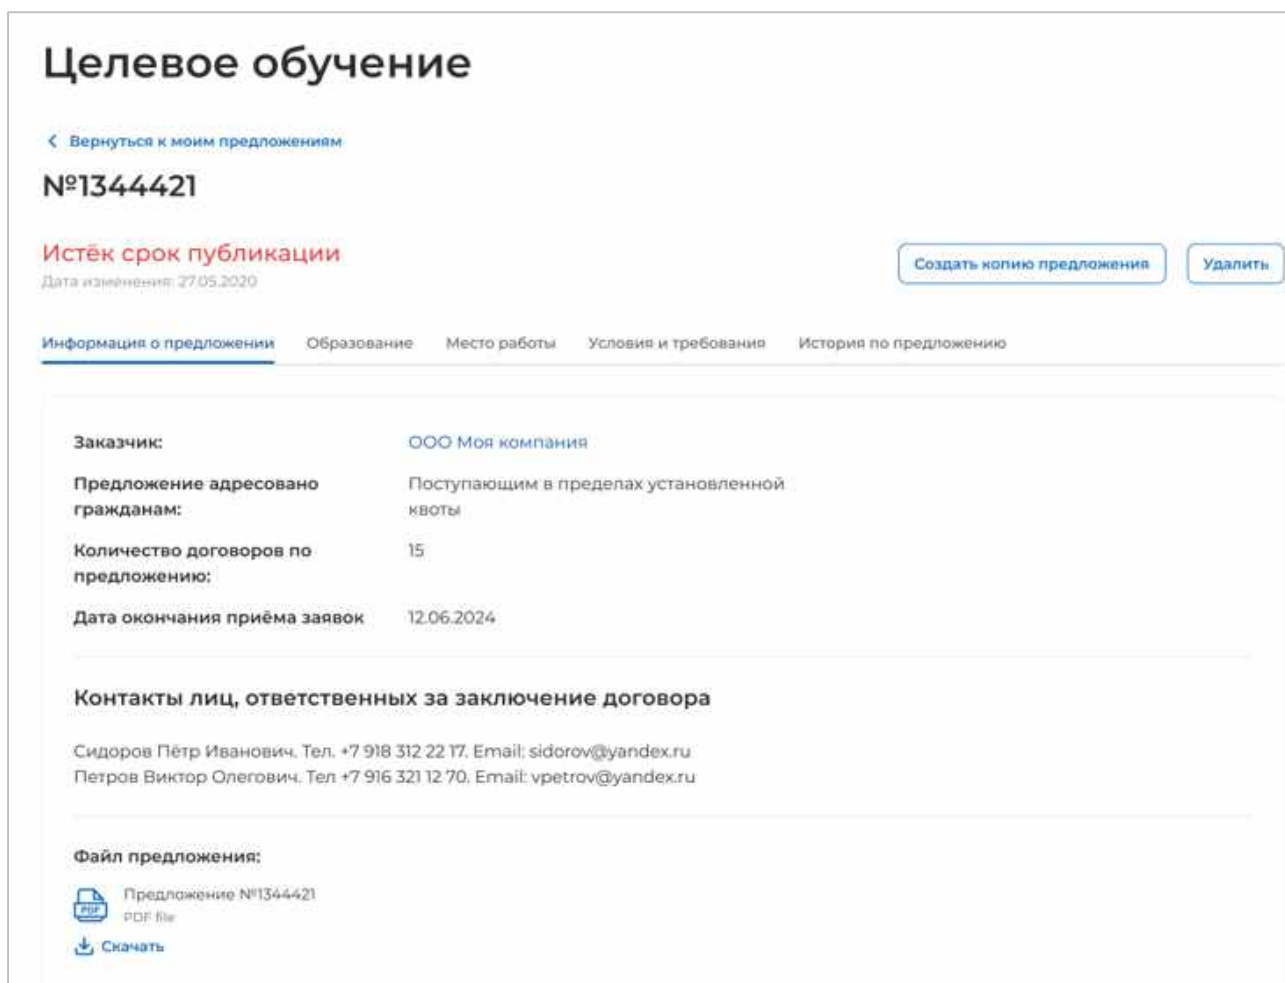 Целевое обучение
Вернуться к моим предложениям
№1344421
Истёк срок публикации
Дата изменения: 27.05.2020
Создать копию предложения
Удалить
Информация о предложении Образование Место работы Условия и требования История по предложению
Заказчик: ООО Моя компания
Предложение адресовано Поступающим в пределах установленной
гражданам: квоты
Количество договоров по 15
предложению:
Дата окончания приёма заявок 12.06.2024
Контакты лиц, ответственных за заключение договора
Сидоров Пётр Иванович. Тел. +7 918 312 22 17. Email: sidorov@yandex.ru
Петров Виктор Олегович. Тел +7 916 321 12 70. Email: vpetrov@yandex.ru
Файл предложения:
PDF
Предложение №1344421
PDF file
Скачать